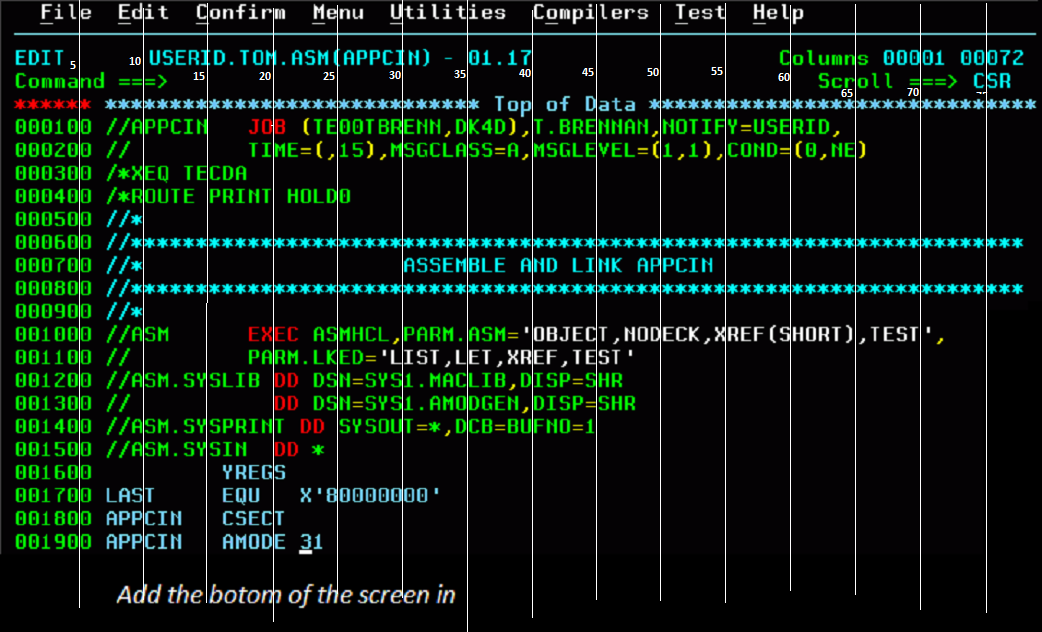 File  Edit  Confirm  Menu  Utilities  Compilers  Test  Help
EDIT       USERID.TOM.ASM(APPCIN) - 01.17                   Columns 00001 00072
5 10 15 20 25 30 35 40 45 50 55 60 65 70
Command ===>                                                  Scroll ===> CSR
****** ***************************** Top of Data ******************************
000100 //APPCIN   JOB (TE00TBRENN,DK4D),T.BRENNAN,NOTIFY=USERID,
000200 //         TIME=(,15),MSGCLASS=A,MSGLEVEL=(1,1),COND=(0,NE)
000300 /*XEQ TECDA
000400 /*ROUTE PRINT HOLD0
000500 //*
000600 //*********************************************************************
000700 //*                    ASSEMBLE AND LINK APPCIN
000800 //*********************************************************************
000900 //*
001000 //ASM      EXEC ASMHCL,PARM.ASM='OBJECT,NODECK,XREF(SHORT),TEST',
001100 //         PARM.LKED='LIST,LET,XREF,TEST'
001200 //ASM.SYSLIB DD DSN=SYS1.MACLIB,DISP=SHR
001300 //           DD DSN=SYS1.AMODGEN,DISP=SHR
001400 //ASM.SYSPRINT DD SYSOUT=*,DCB=BUFNO=1
001500 //ASM.SYSIN  DD *
001600          YREGS
001700 LAST     EQU   X'80000000'
001800 APPCIN   CSECT
001900 APPCIN   AMODE 31
Add the botom of the screen in